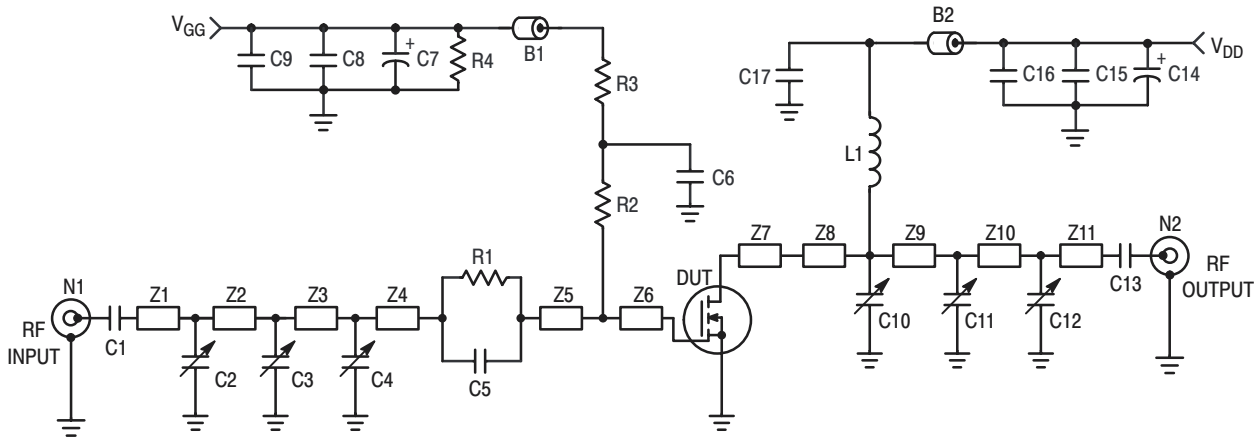 V_GG
C9
C8
+
C7
R4
B1
R3
C6
R2
C17
B2
C16
C15
+
C14
V_DD
L1
N1
RF
INPUT
C1
Z1
Z2
Z3
Z4
R1
C5
Z5
Z6
DUT
C2
C3
C4
Z7
Z8
Z9
Z10
Z11
C10
C11
C12
C13
N2
RF
OUTPUT